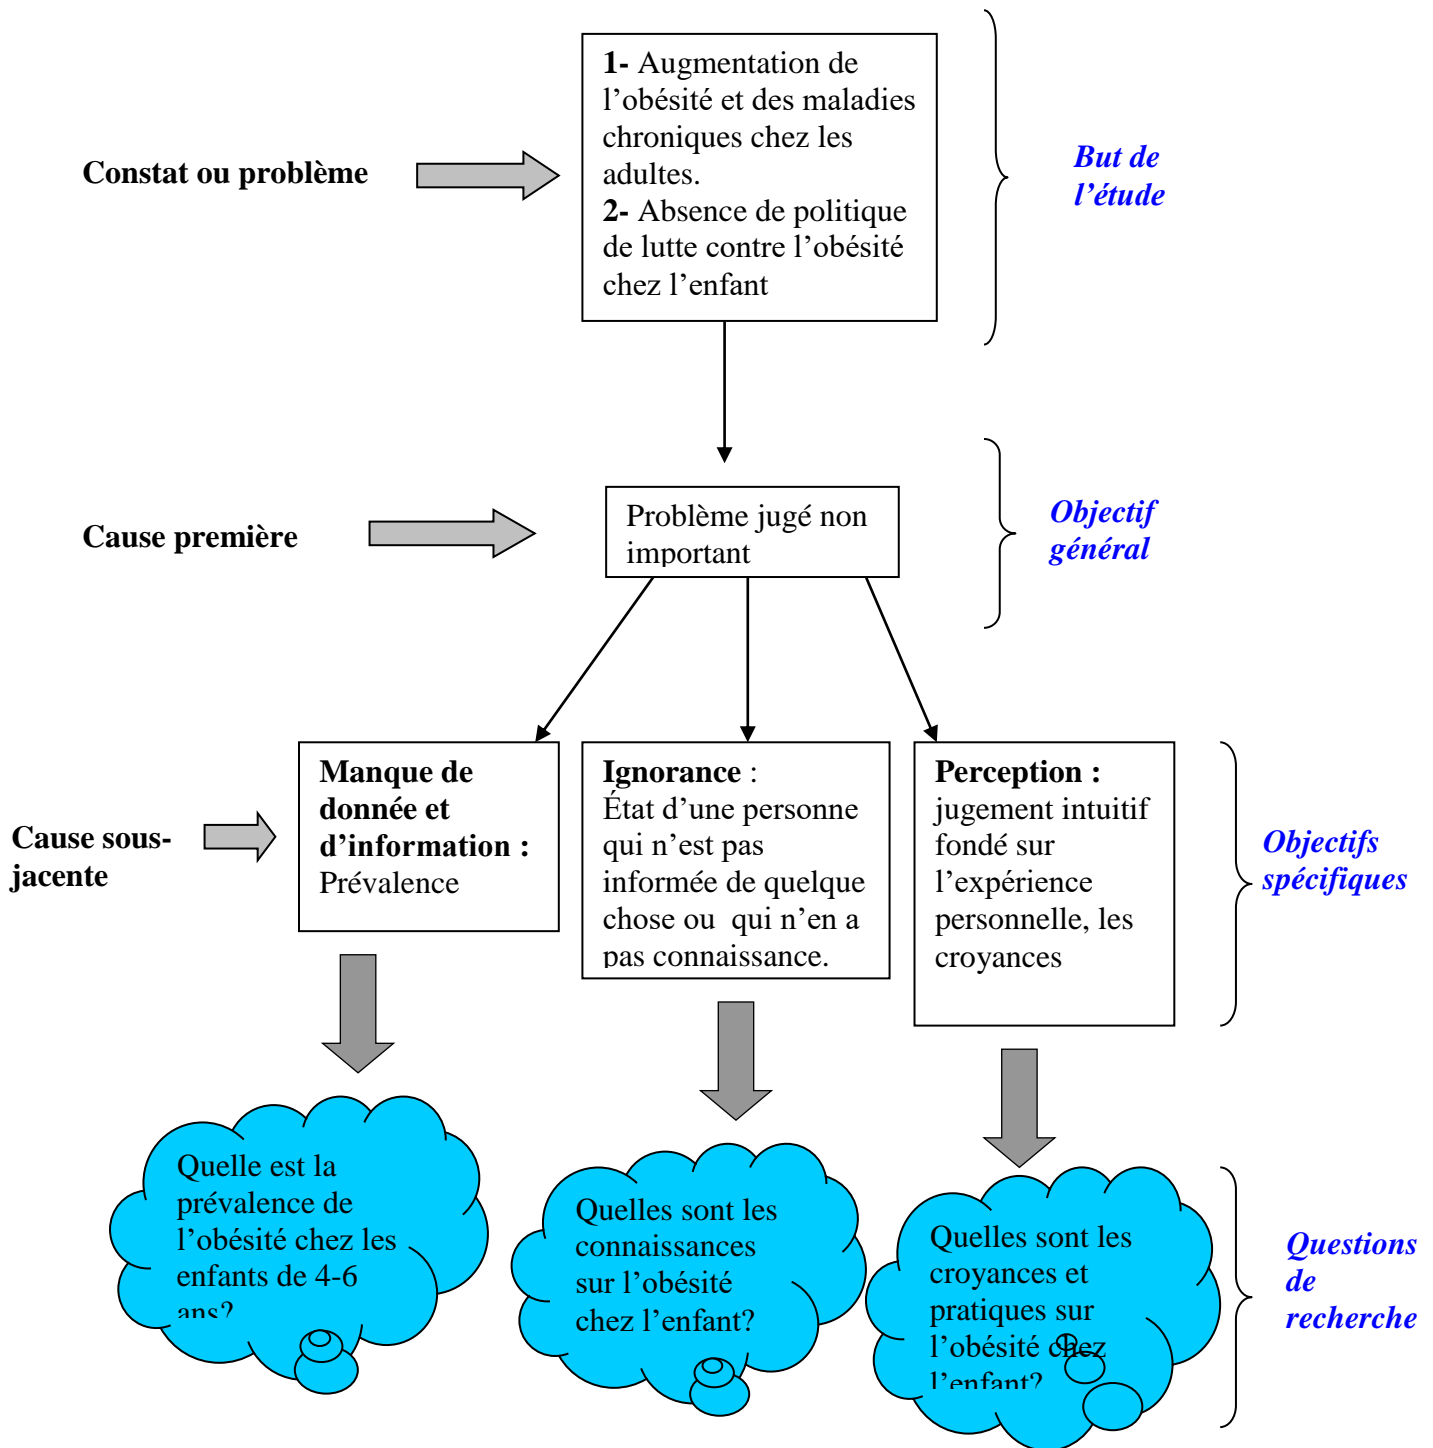 1- Augmentation de
l’obésité et des maladies
chroniques chez les
adultes.
2- Absence de politique
de lutte contre l’obésité
chez l’enfant
Constat ou problème
But de
l’étude
Cause première
Problème jugé non
important
Objectif
général
Cause sous-
jacente
Manque de
donnée et
d’information :
Prévalence
Ignorance :
État d’une personne
qui n’est pas
informée de quelque
chose ou  qui n’en a
pas connaissance.
Perception :
jugement intuitif
fondé sur
l’expérience
personnelle, les
croyances
Objectifs
spécifiques
Quelle est la
prévalence de
l’obésité chez les
enfants de 4-6
ans?
Quelles sont les
connaissances
sur l’obésité
chez l’enfant?
Quelles sont les
croyances et
pratiques sur
l’obésité chez
l’enfant?
Questions
de
recherche